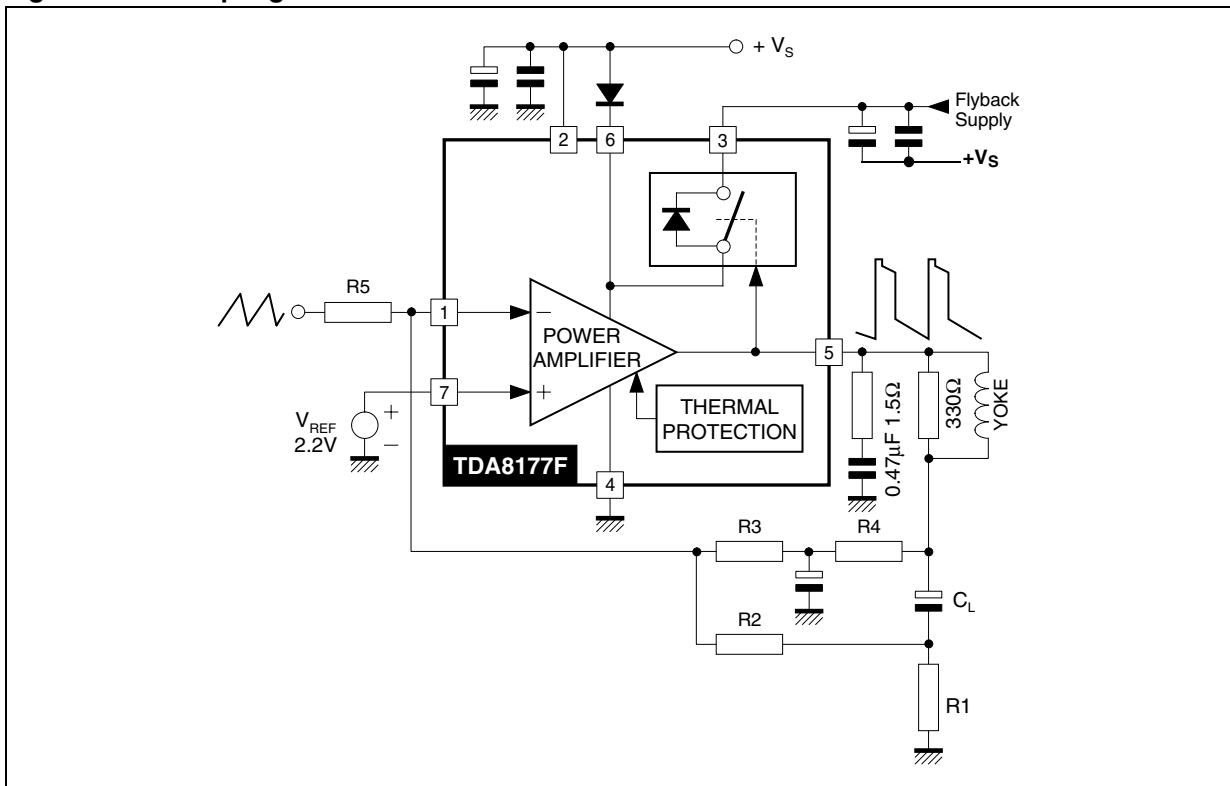 + VS
Flyback
Supply
+VS
2
6
3
R5
1
7
POWER
AMPLIFIER
−
+
5
THERMAL
PROTECTION
VREF
2.2V
+
−
TDA8177F
4
0.47µF 1.5Ω
330Ω
YOKE
R3
R4
CL
R2
R1